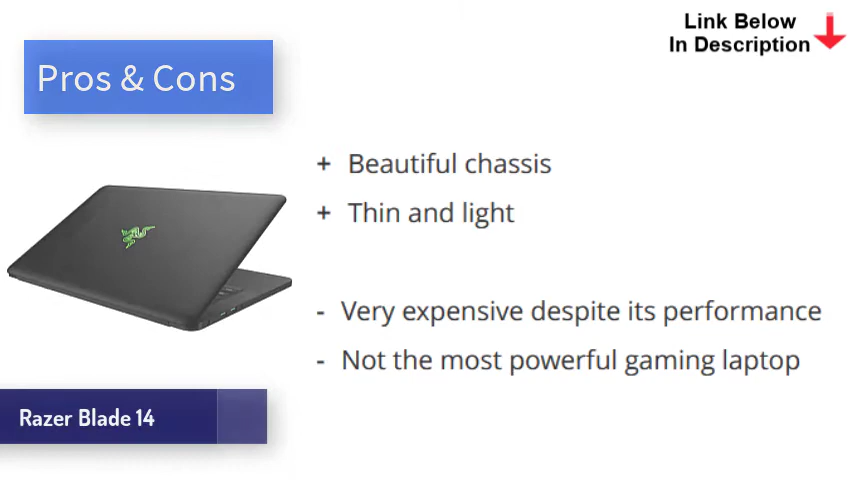 Link Below
In Description
Pros & Cons
+ Beautiful chassis
+ Thin and light
- Very expensive despite its performance
- Not the most powerful gaming laptop
Razer Blade 14